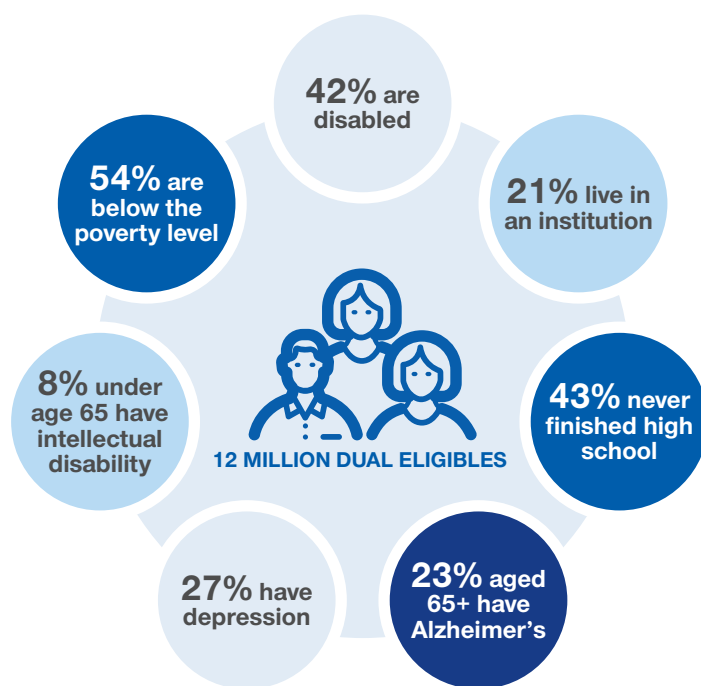 42% are
disabled
21% live in
an institution
43% never
finished high
school
23% aged
65+ have
Alzheimer's
27% have
depression
8% under
age 65 have
intellectual
disability
54% are
below the
poverty level
12 MILLION DUAL ELIGIBLES